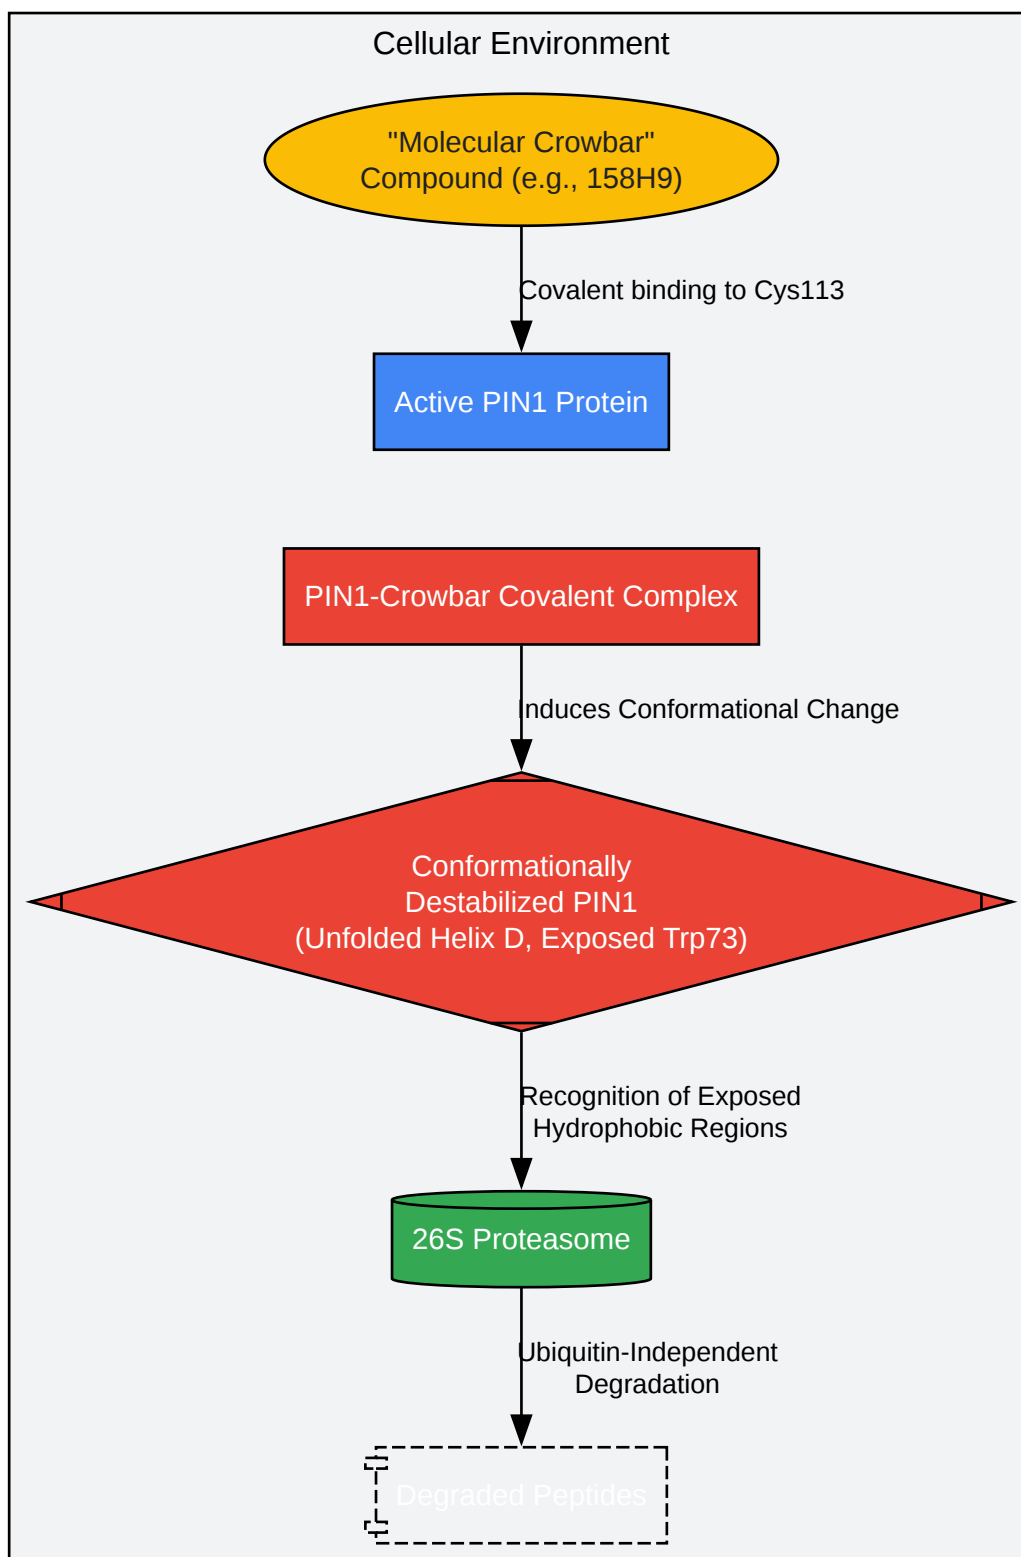 Cellular Environment
"Molecular Crowbar"
Compound (e.g., 158H9)
Covalent binding to Cys113
Active PIN1 Protein
PIN1-Crowbar Covalent Complex
Induces Conformational Change
Conformationally
Destabilized PIN1
(Unfolded Helix D, Exposed Trp73)
Recognition of Exposed
Hydrophobic Regions
26S Proteasome
Ubiquitin-Independent
Degradation
Degraded Peptides